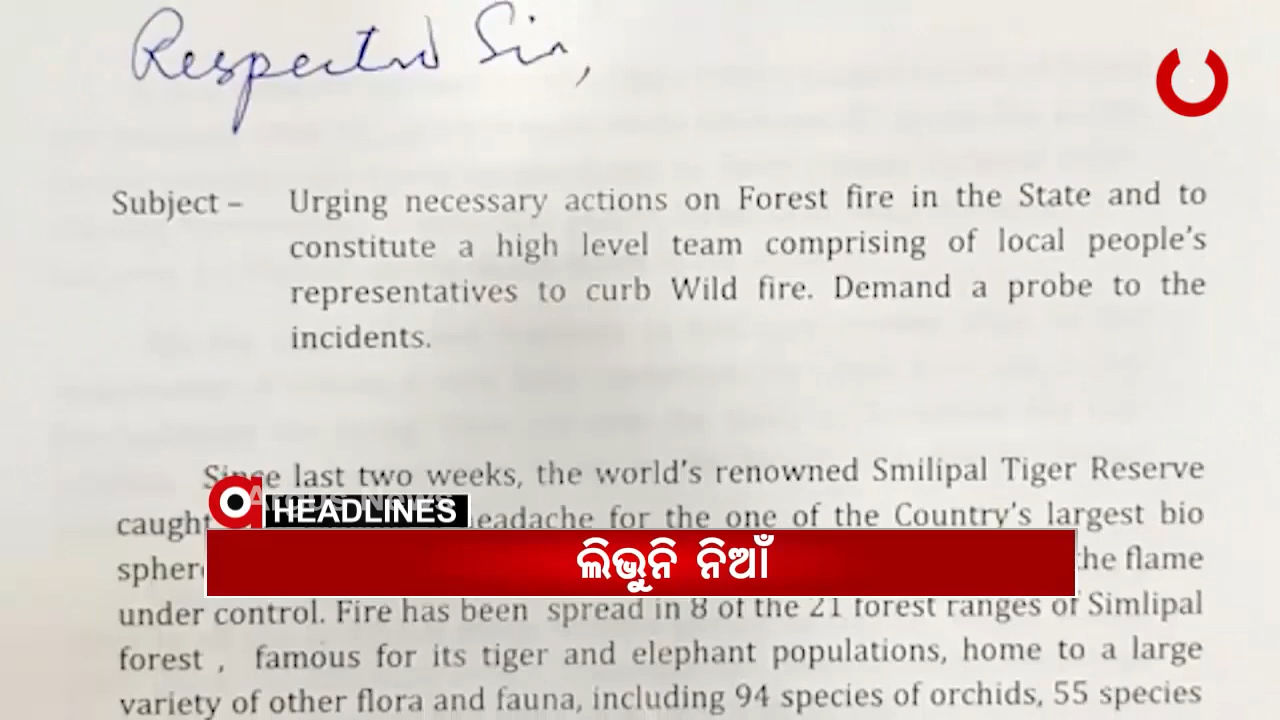 Respected Sir,
Subject – Urging necessary actions on Forest fire in the State and to
constitute a high level team comprising of local people's
representatives to curb Wild fire. Demand a probe to the
incidents.
Since last two weeks, the world's renowned Smilipal Tiger Reserve
caught eadache for the one of the Country's largest bio
ARGUS NEWS
HEADLINES
ଲିଭୁନି ନିଆଁ
spher the flame
under control. Fire has been spread in 8 of the 21 forest ranges of Simlipal
forest , famous for its tiger and elephant populations, home to a large
variety of other flora and fauna, including 94 species of orchids, 55 species